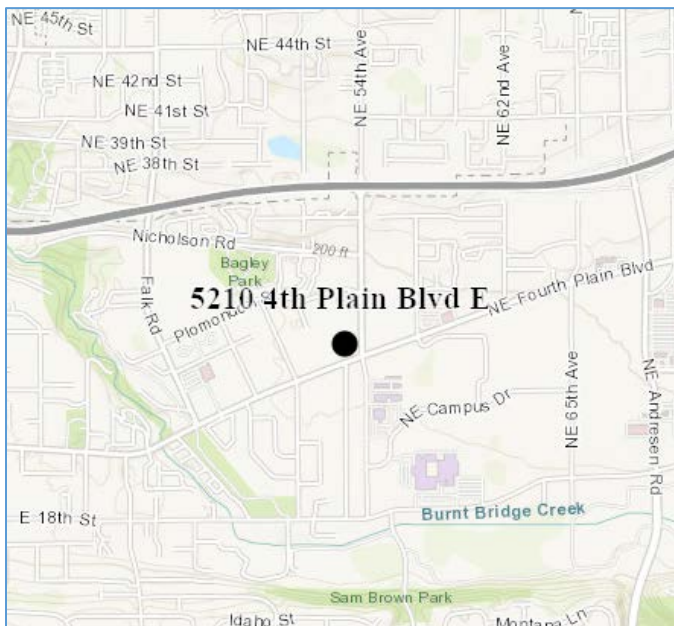 NE 45th St
NE 44th St
NE 54th Ave
NE 62nd Ave
NE 42nd St
NE 41st St
NE 39th St
NE 38th St
Nicholson Rd
200 ft
Bagley
Park
Falk Rd
5210 4th Plain Blvd E
NE Fourth Plain Blvd
NE Campus Dr
NE 65th Ave
NE Andresen Rd
E 18th St
Burnt Bridge Creek
Sam Brown Park
Idaho St
Montana Ln